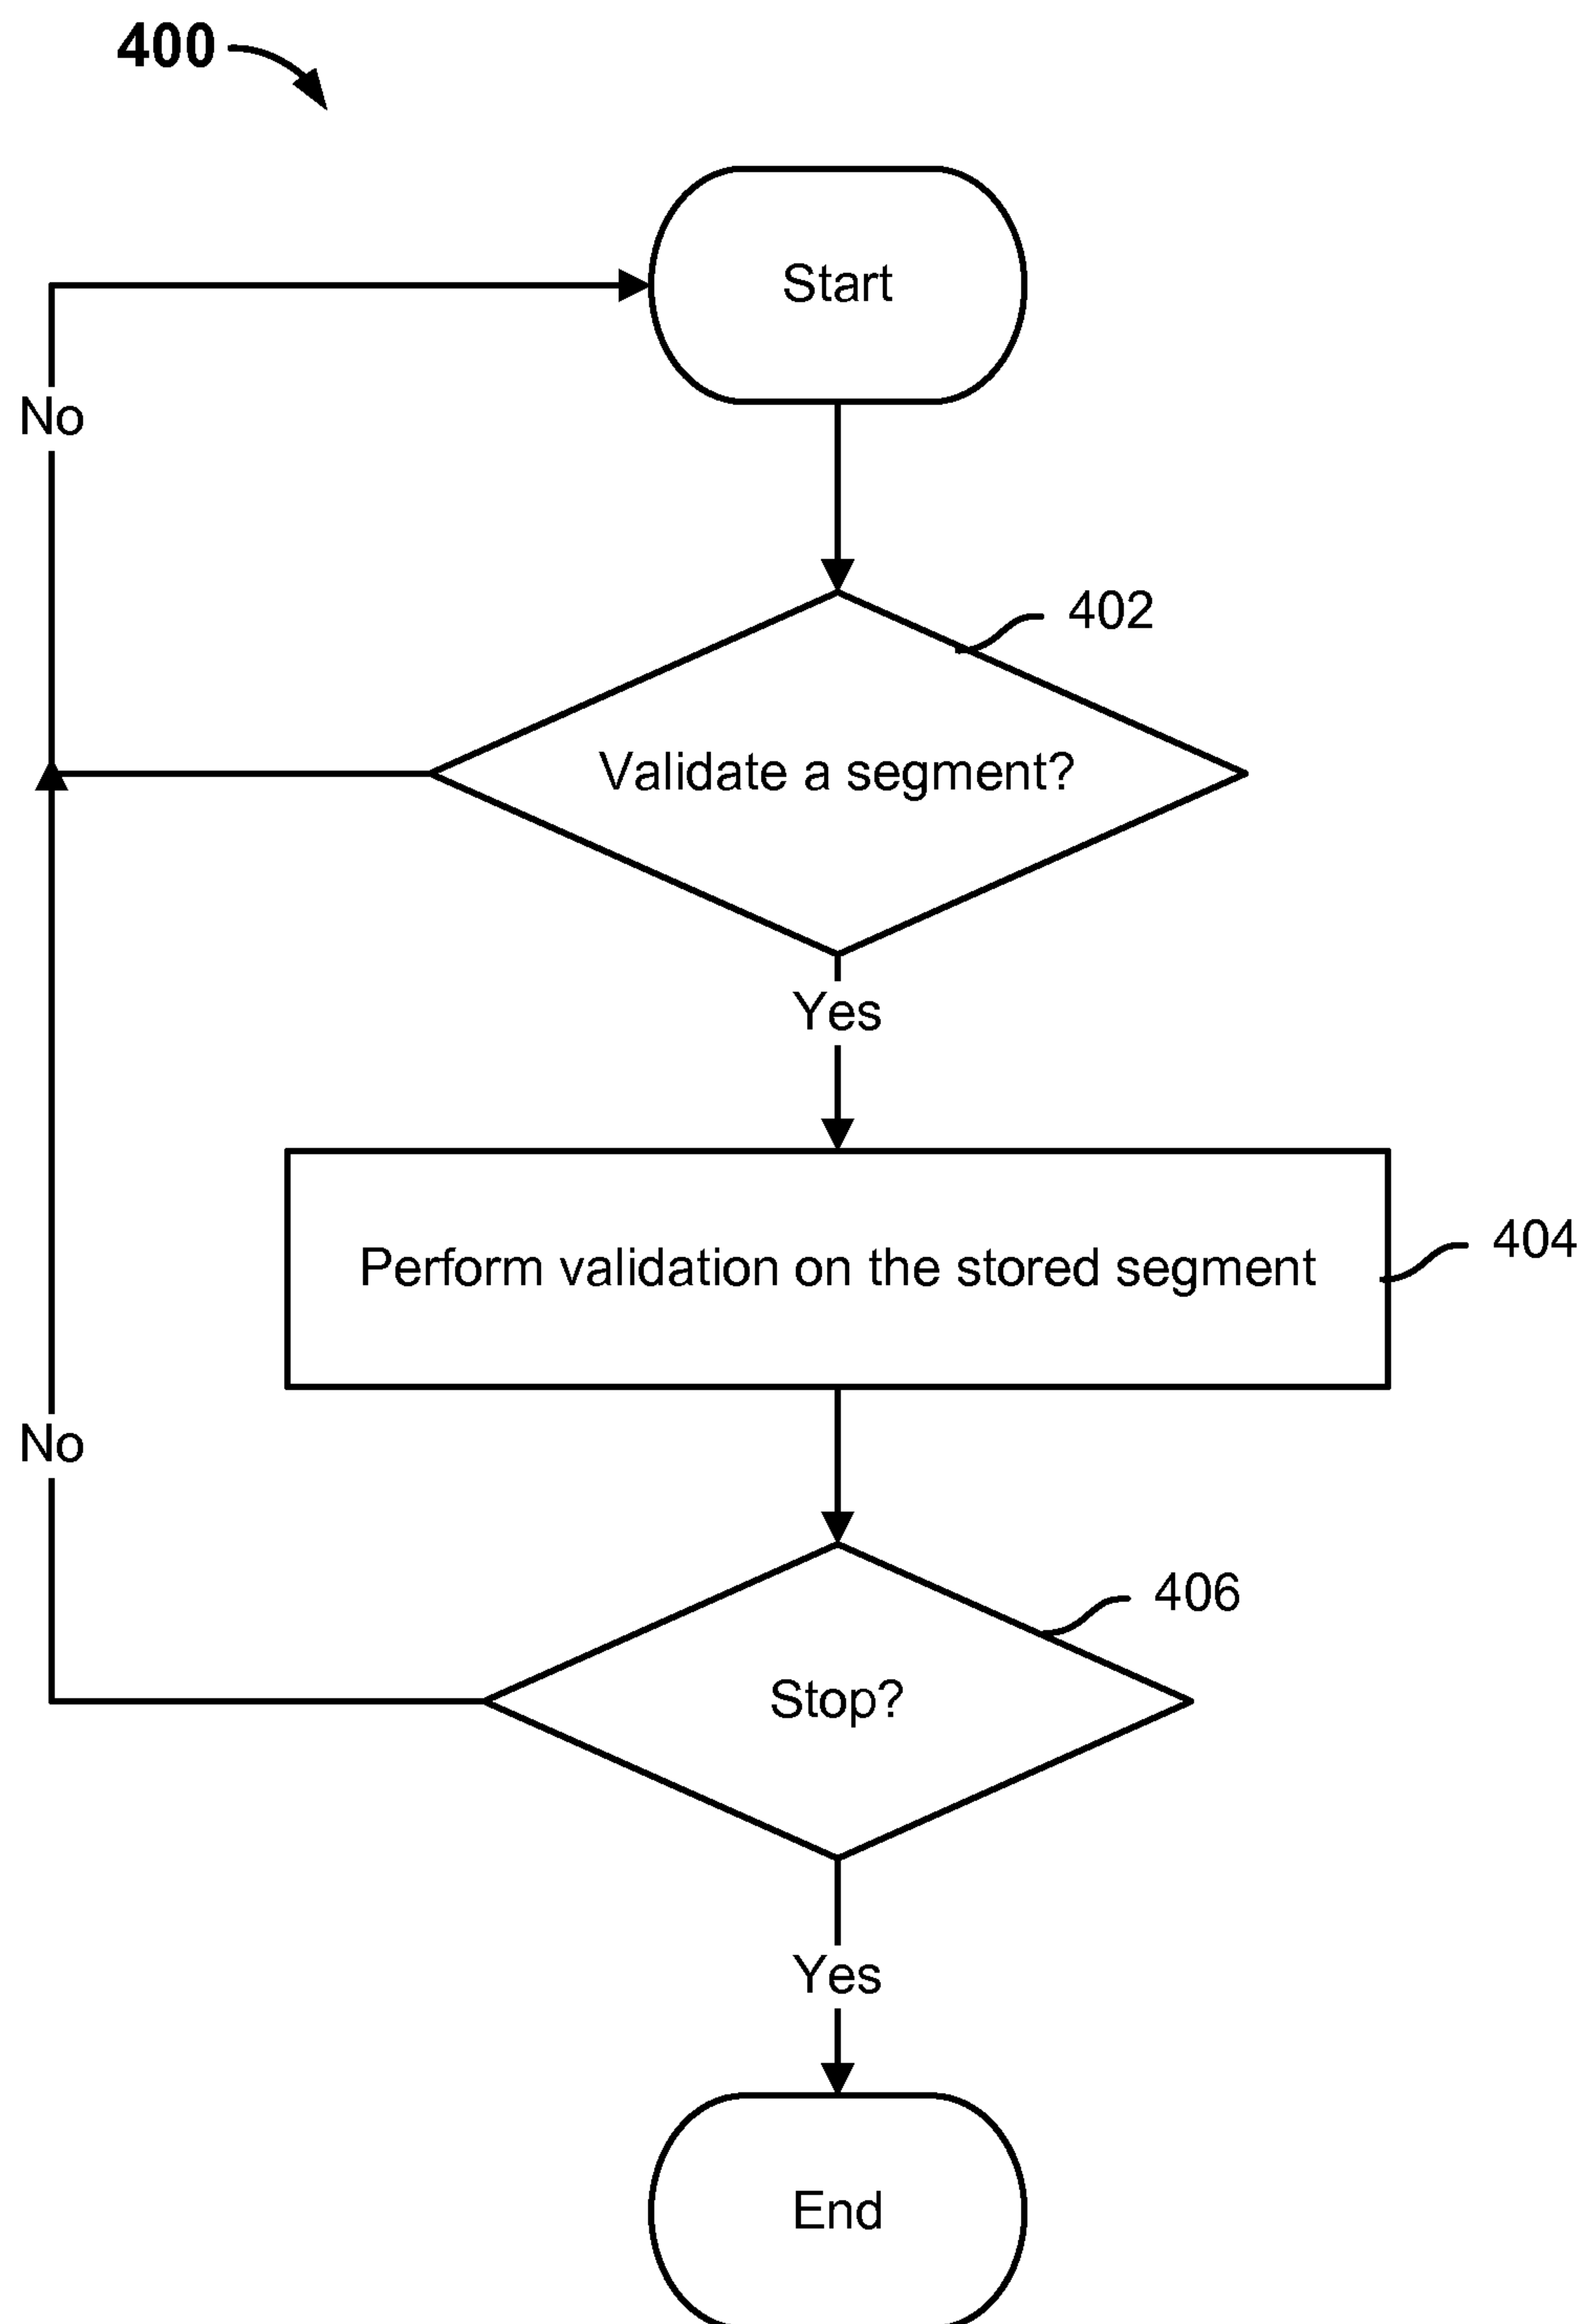 400
Start
No
402
Validate a segment?
Yes
404
Perform validation on the stored segment
No
406
Stop?
Yes
End